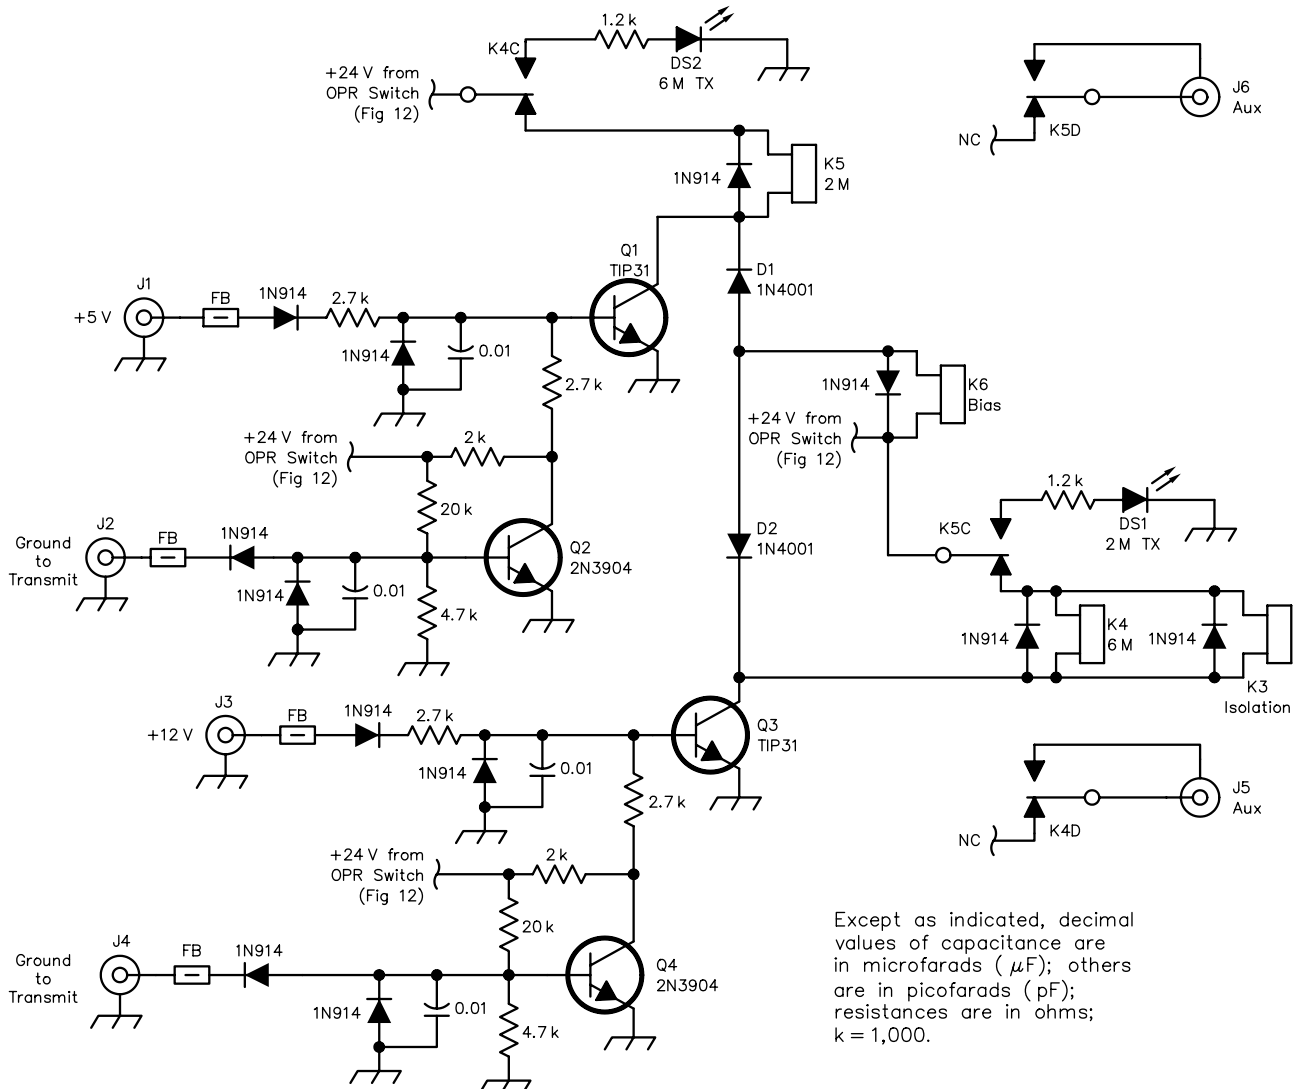 1.2 k
K4C
DS2
6 M TX
+24 V from
OPR Switch
(Fig 12)
J6
Aux
K5D
NC
1N914
K5
2 M
Q1
TIP31
D1
1N4001
J1
FB
1N914
2.7 k
+5 V
1N914
0.01
2.7 k
1N914
K6
Bias
+24 V from
OPR Switch
(Fig 12)
+24 V from
OPR Switch
(Fig 12)
2 k
20 k
1.2 k
K5C
DS1
2 M TX
J2
FB
1N914
Ground
to
Transmit
Q2
2N3904
D2
1N4001
1N914
0.01
4.7 k
1N914
K4
6 M
1N914
K3
Isolation
J3
FB
1N914
2.7 k
+12 V
Q3
TIP31
1N914
0.01
2.7 k
J5
Aux
K4D
NC
+24 V from
OPR Switch
(Fig 12)
2 k
20 k
J4
FB
1N914
Ground
to
Transmit
Q4
2N3904
1N914
0.01
4.7 k
Except as indicated, decimal
values of capacitance are
in microfarads ( µF); others
are in picofarads ( pF);
resistances are in ohms;
k = 1,000.